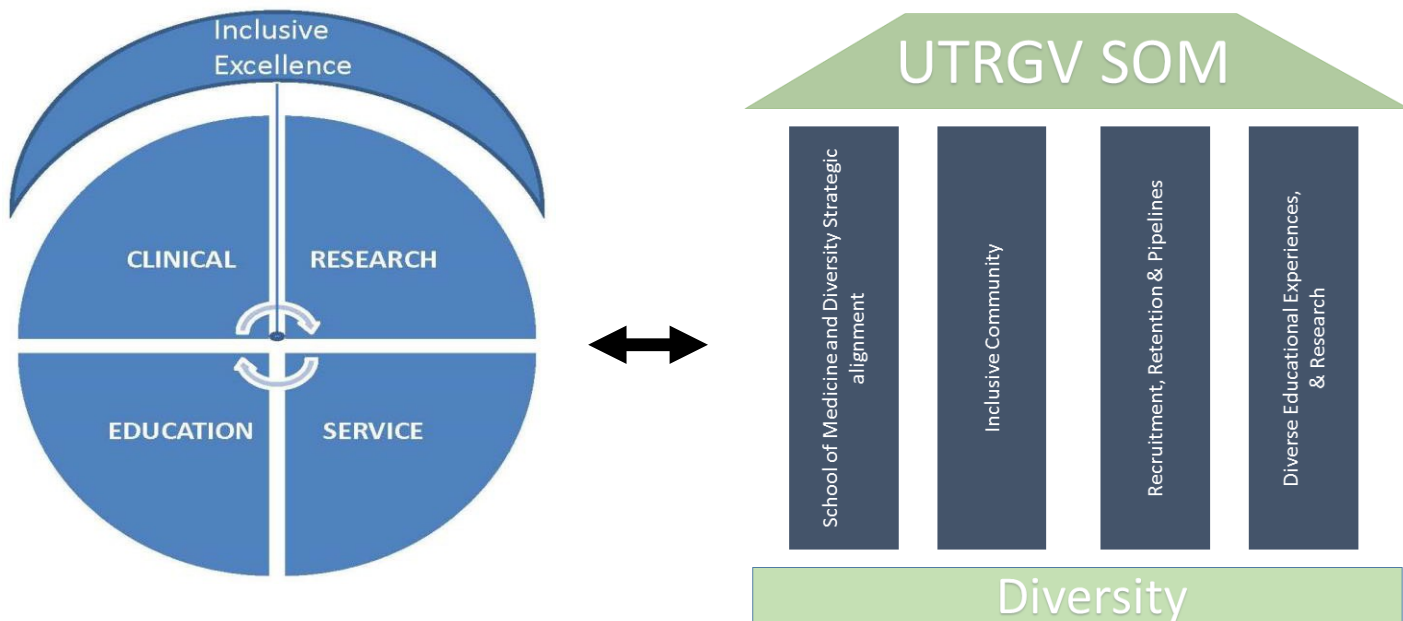 Inclusive
Excellence
CLINICAL
RESEARCH
EDUCATION
SERVICE
UTRGV SOM
School of Medicine and Diversity Strategic
alignment
Inclusive Community
Recruitment, Retention & Pipelines
Diverse Educational Experiences,
& Research
Diversity